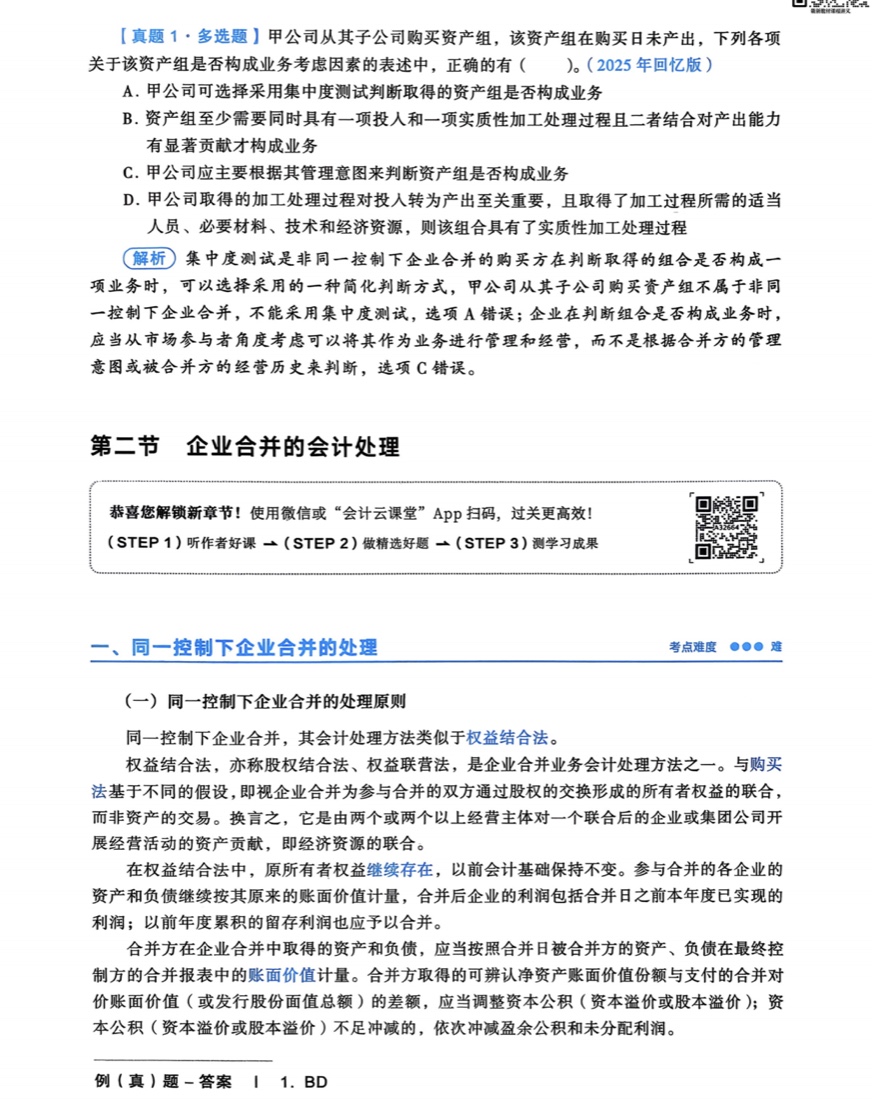 【真题1·多选题】甲公司从其子公司购买资产组，该资产组在购买日未产出，下列各项
关于该资产组是否构成业务考虑因素的表述中，正确的有（　　）。（2025年回忆版）
A. 甲公司可选择采用集中度测试判断取得的资产组是否构成业务
B. 资产组至少需要同时具有一项投入和一项实质性加工处理过程且二者结合对产出能力
有显著贡献才构成业务
C. 甲公司应主要根据其管理意图来判断资产组是否构成业务
D. 甲公司取得的加工处理过程对投入转为产出至关重要，且取得了加工过程所需的适当
人员、必要材料、技术和经济资源，则该组合具有了实质性加工处理过程
解析 集中度测试是非同一控制下企业合并的购买方在判断取得的组合是否构成一
项业务时，可以选择采用的一种简化判断方式，甲公司从其子公司购买资产组不属于非同
一控制下企业合并，不能采用集中度测试，选项A错误；企业在判断组合是否构成业务时，
应当从市场参与者角度考虑可以将其作为业务进行管理和经营，而不是根据合并方的管理
意图或被合并方的经营历史来判断，选项C错误。
第二节　企业合并的会计处理
恭喜您解锁新章节！使用微信或“会计云课堂”App扫码，过关更高效！
（STEP 1）听作者好课 ⇀（STEP 2）做精选好题 ⇀（STEP 3）测学习成果
A32664
一、同一控制下企业合并的处理　考点难度 ●●● 难
（一）同一控制下企业合并的处理原则
同一控制下企业合并，其会计处理方法类似于权益结合法。
权益结合法，亦称股权结合法、权益联营法，是企业合并业务会计处理方法之一。与购买
法基于不同的假设，即视企业合并为参与合并的双方通过股权的交换形成的所有者权益的联合，
而非资产的交易。换言之，它是由两个或两个以上经营主体对一个联合后的企业或集团公司开
展经营活动的资产贡献，即经济资源的联合。
在权益结合法中，原所有者权益继续存在，以前会计基础保持不变。参与合并的各企业的
资产和负债继续按其原来的账面价值计量，合并后企业的利润包括合并日之前本年度已实现的
利润；以前年度累积的留存利润也应予以合并。
合并方在企业合并中取得的资产和负债，应当按照合并日被合并方的资产、负债在最终控
制方的合并报表中的账面价值计量。合并方取得的可辨认净资产账面价值份额与支付的合并对
价账面价值（或发行股份面值总额）的差额，应当调整资本公积（资本溢价或股本溢价）；资
本公积（资本溢价或股本溢价）不足冲减的，依次冲减盈余公积和未分配利润。
例（真）题－答案　|　1. BD